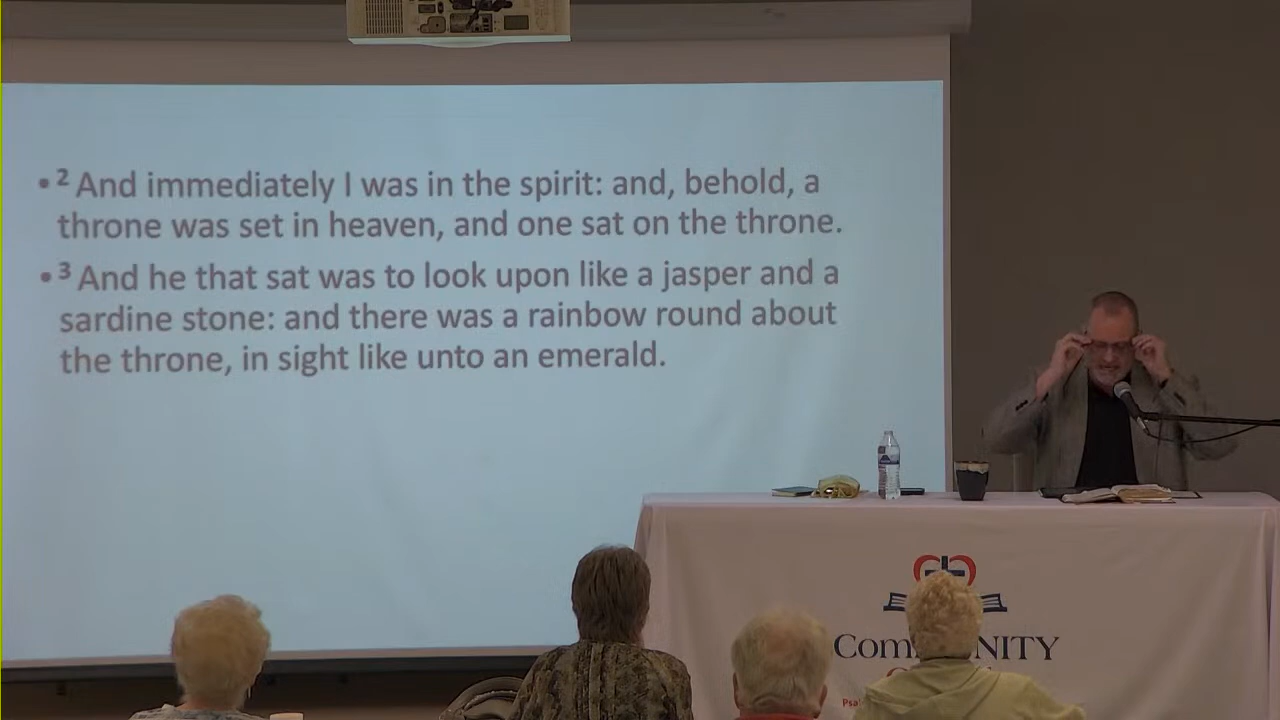 • ² And immediately I was in the spirit: and, behold, a
throne was set in heaven, and one sat on the throne.
• ³ And he that sat was to look upon like a jasper and a
sardine stone: and there was a rainbow round about
the throne, in sight like unto an emerald.
Com NITY